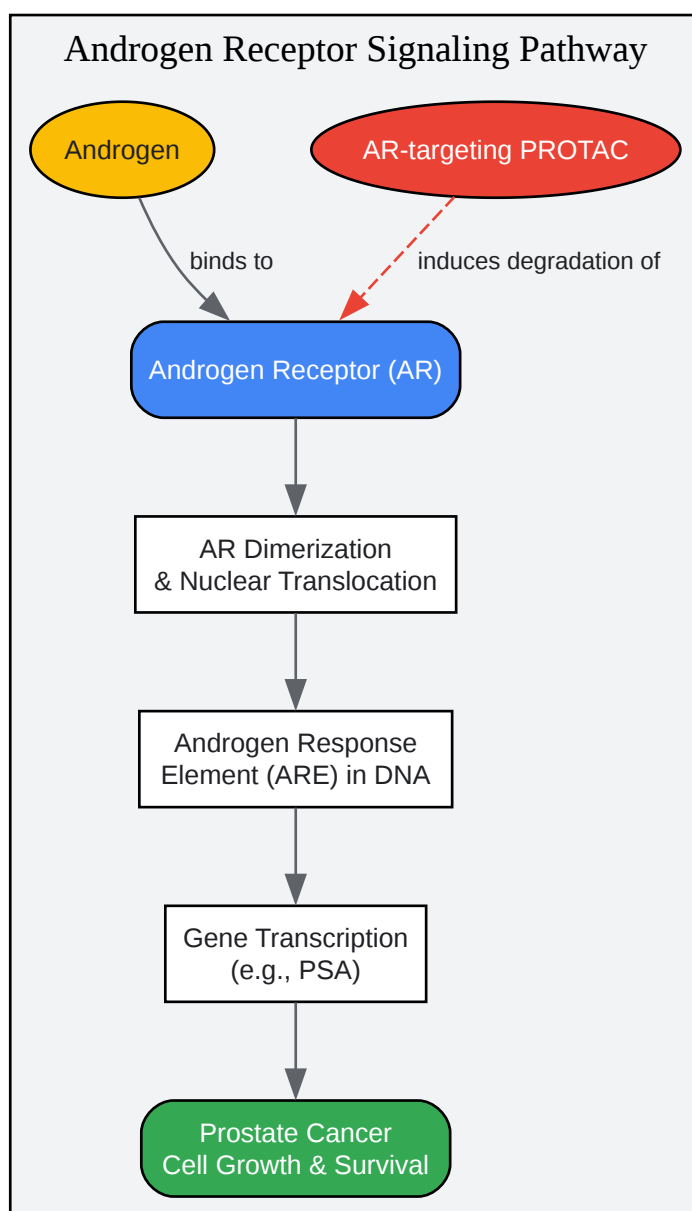 Androgen Receptor Signaling Pathway
Androgen
AR-targeting PROTAC
binds to
induces degradation of
Androgen Receptor (AR)
AR Dimerization
& Nuclear Translocation
Androgen Response
Element (ARE) in DNA
Gene Transcription
(e.g., PSA)
Prostate Cancer
Cell Growth & Survival